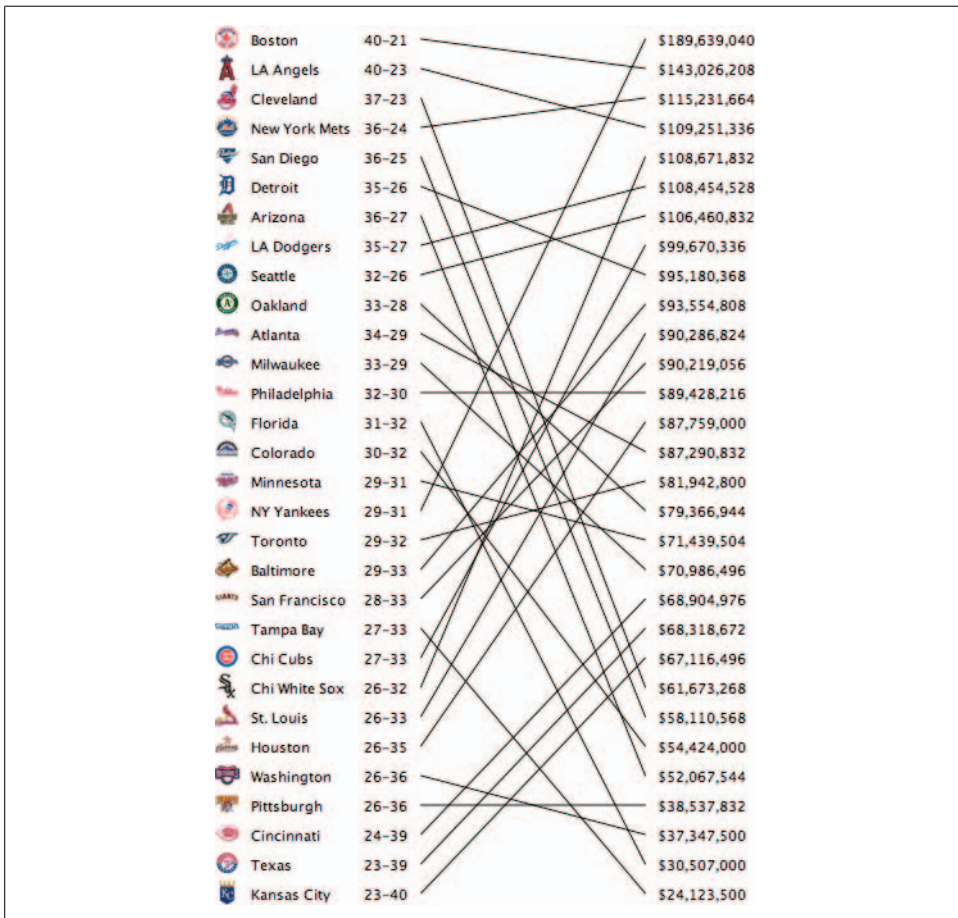 Boston 40-21 $189,639,040
LA Angels 40-23 $143,026,208
Cleveland 37-23 $115,231,664
New York Mets 36-24 $109,251,336
San Diego 36-25 $108,671,832
Detroit 35-26 $108,454,528
Arizona 36-27 $106,460,832
LA Dodgers 35-27 $99,670,336
Seattle 32-26 $95,180,368
Oakland 33-28 $93,554,808
Atlanta 34-29 $90,286,824
Milwaukee 33-29 $90,219,056
Philadelphia 32-30 $89,428,216
Florida 31-32 $87,759,000
Colorado 30-32 $87,290,832
Minnesota 29-31 $81,942,800
NY Yankees 29-31 $79,366,944
Toronto 29-32 $71,439,504
Baltimore 29-33 $70,986,496
San Francisco 28-33 $68,904,976
Tampa Bay 27-33 $68,318,672
Chi Cubs 27-33 $67,116,496
Chi White Sox 26-32 $61,673,268
St. Louis 26-33 $58,110,568
Houston 26-35 $54,424,000
Washington 26-36 $52,067,544
Pittsburgh 26-36 $38,537,832
Cincinnati 24-39 $37,347,500
Texas 23-39 $30,507,000
Kansas City 23-40 $24,123,500